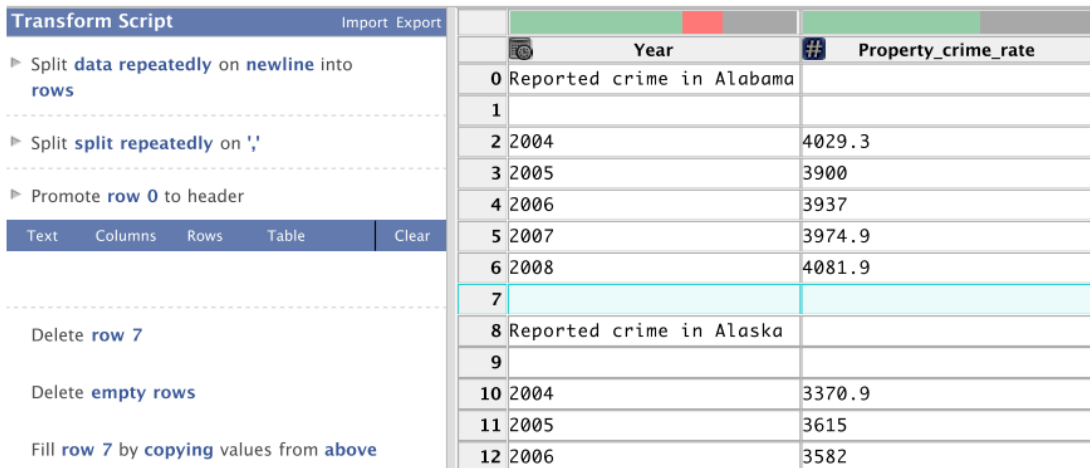 Transform Script Import Export
Split data repeatedly on newline into
rows
Split split repeatedly on ','
Promote row 0 to header
Text Columns Rows Table Clear
Delete row 7
Delete empty rows
Fill row 7 by copying values from above
Year # Property_crime_rate
0 Reported crime in Alabama
1
2 2004 4029.3
3 2005 3900
4 2006 3937
5 2007 3974.9
6 2008 4081.9
7
8 Reported crime in Alaska
9
10 2004 3370.9
11 2005 3615
12 2006 3582